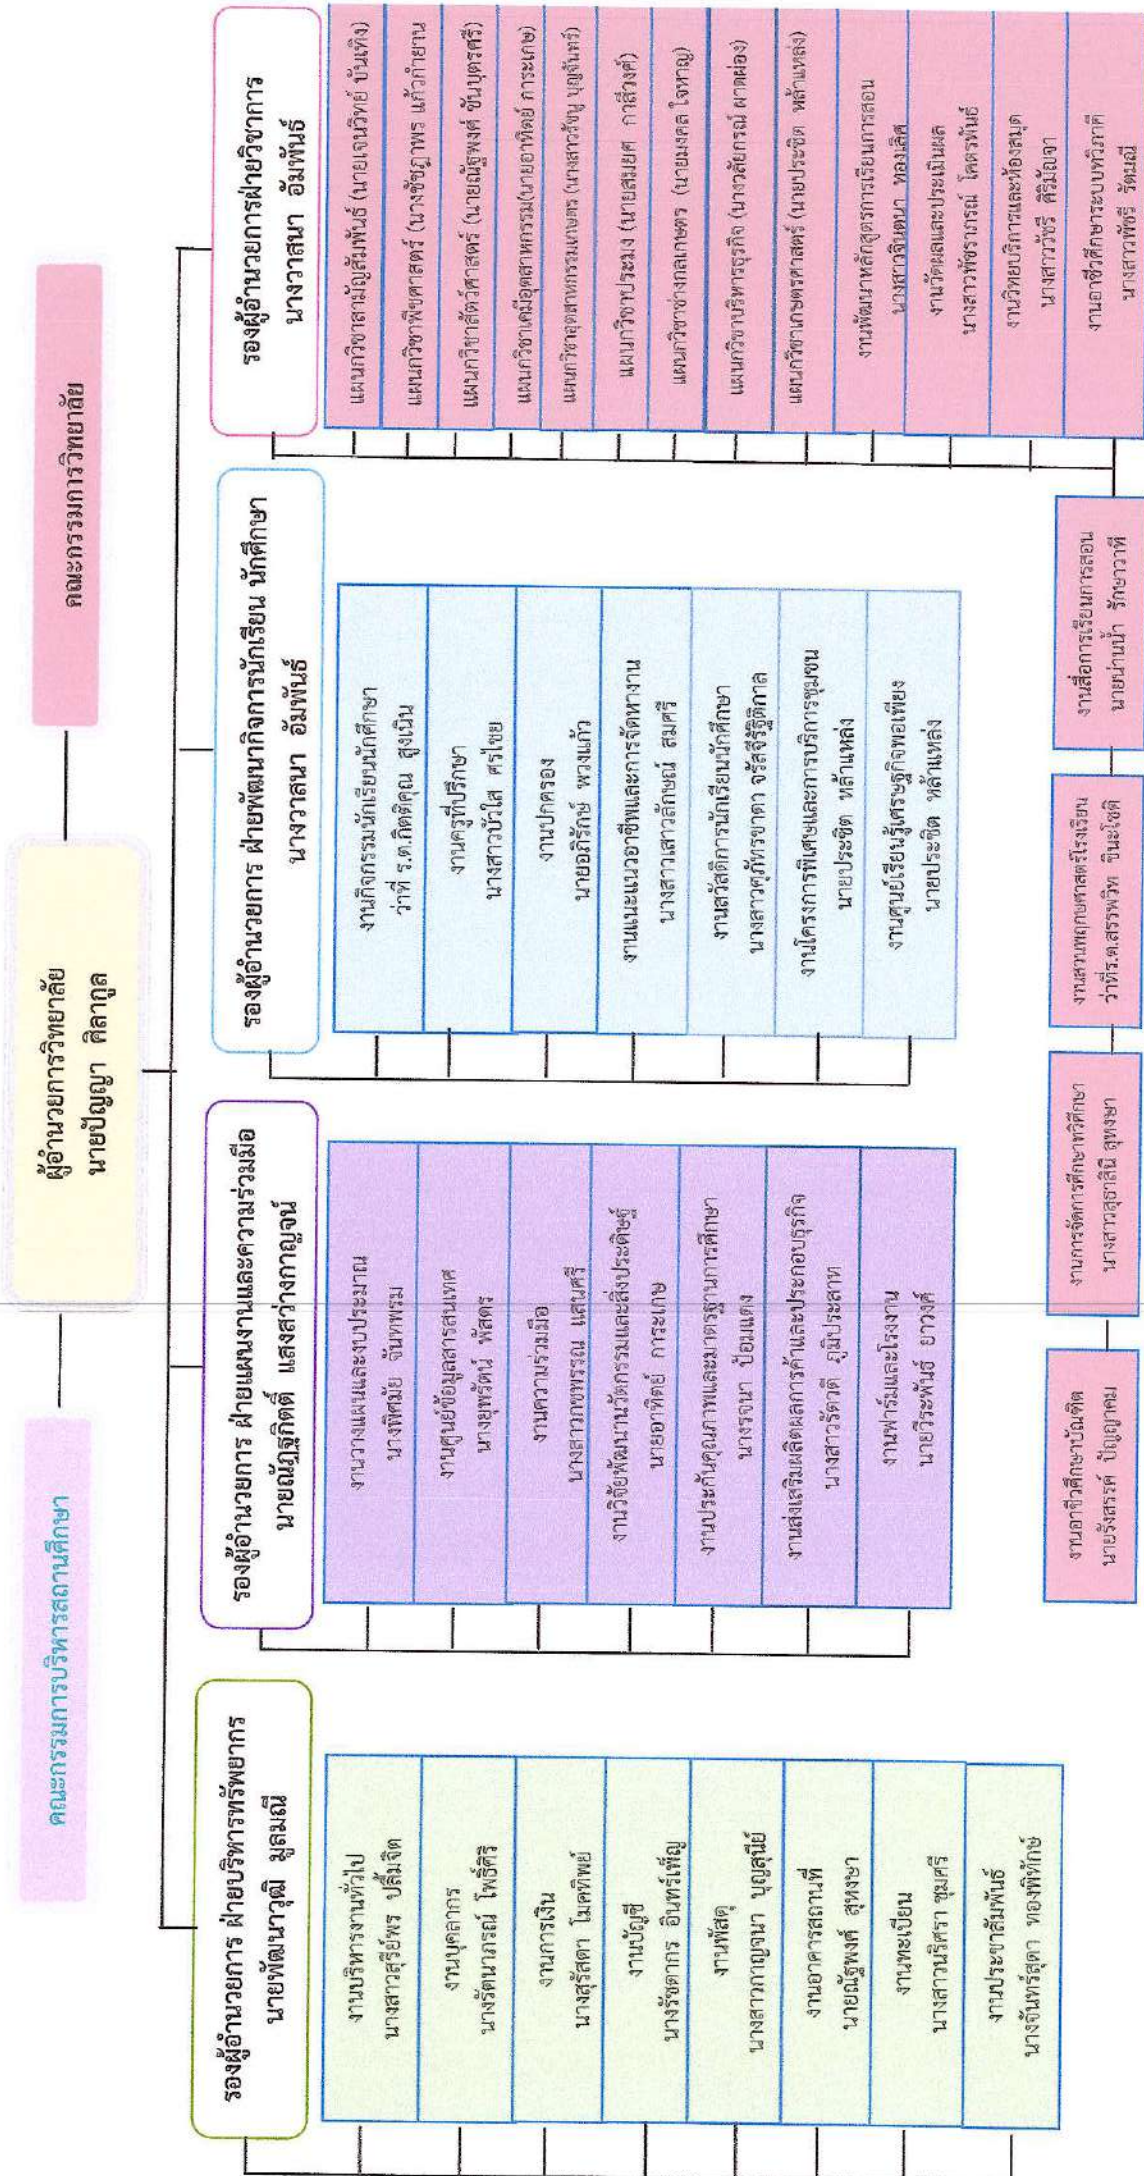 คณะกรรมการบริหารสถานศึกษา
ผู้อำนวยการวิทยาลัย
นายปัญญา ศิลากูล
คณะกรรมการวิทยาลัย
รองผู้อำนวยการ ฝ่ายบริหารทรัพยากร
นายพัฒนาวุฒิ มูลมณี
งานบริหารงานทั่วไป
นางสาวสุรีย์พร ปลื้มจิต
งานบุคลากร
นางรัตนาภรณ์ โพธิ์ศิริ
งานการเงิน
นางสุรัสดา โมคทิพย์
งานบัญชี
นางรัชดากร อินทร์เพ็ญ
งานพัสดุ
นางสาวกาญจนา บุญสุนีย์
งานอาคารสถานที่
นายณัฐพงศ์ สุหงษา
งานทะเบียน
นางสาวนริศรา ชุมศรี
งานประชาสัมพันธ์
นางจันทร์สุดา ทองพิทักษ์
รองผู้อำนวยการ ฝ่ายแผนงานและความร่วมมือ
นายณัฏฐกิตติ์ แสงสว่างกาญจน์
งานวางแผนและงบประมาณ
นางพิศมัย จันทพรม
งานศูนย์ข้อมูลสารสนเทศ
นางยุพรัตน์ พัสดร
งานความร่วมมือ
นางสาวกชพรรณ แสนศรี
งานวิจัยพัฒนานวัตกรรมและสิ่งประดิษฐ์
นายอาทิตย์ การะเกษ
งานประกันคุณภาพและมาตรฐานการศึกษา
นางรจนา ป้อมแดง
งานส่งเสริมผลิตผลการค้าและประกอบธุรกิจ
นางสาวรัตวดี ภูมิประสาท
งานฟาร์มและโรงงาน
นายวีระพันธ์ ยาวงค์
รองผู้อำนวยการ ฝ่ายพัฒนากิจการนักเรียน นักศึกษา
นางวาสนา อัมพันธ์
งานกิจกรรมนักเรียนนักศึกษา
ว่าที่ ร.ต.กิตติคุณ สูงเนิน
งานครูที่ปรึกษา
นางสาวบัวใส ศรไชย
งานปกครอง
นายอภิรักษ์ พวงแก้ว
งานแนะแนวอาชีพและการจัดหางาน
นางสาวเสาวลักษณ์ สมศรี
งานสวัสดิการนักเรียนนักศึกษา
นางสาวศุภัทรขาดา จรัสจีรัฐิติกาล
งานโครงการพิเศษและการบริการชุมชน
นายประชิต หล้าแหล่ง
งานศูนย์เรียนรู้เศรษฐกิจพอเพียง
นายประชิต หล้าแหล่ง
รองผู้อำนวยการฝ่ายวิชาการ
นางวาสนา อัมพันธ์
แผนกวิชาสามัญสัมพันธ์ (นายเจนวิทย์ บันเทิง)
แผนกวิชาพืชศาสตร์ (นางชัชฎาพร แก้วกำยาน
แผนกวิชาสัตว์ศาสตร์ (นายณัฐพงศ์ ขันบุตรศรี)
แผนกวิชาเคมีอุตสาหกรรม(นายอาทิตย์ การะเกษ)
แผนกวิชาอุตสาหกรรมเกษตร (นางสาวรัชนู บุญจันทร์)
แผนกวิชาประมง (นายสมยศ กาสีวงศ์)
แผนกวิชาช่างกลเกษตร (นายมงคล ใจหาญ)
แผนกวิชาบริหารธุรกิจ (นางวลัยกรณ์ ผาดผ่อง)
แผนกวิชาเกษตรศาสตร์ (นายประชิต หล้าแหล่ง)
งานพัฒนาหลักสูตรการเรียนการสอน
นางสาวจินตนา ทองเลิศ
งานวัดผลและประเมินผล
นางสาวพัชราภรณ์ โคตรพันธ์
งานวิทยบริการและห้องสมุด
นางสาววัชรี ศิริมัญจา
งานอาชีวศึกษาระบบทวิภาคี
นางสาวพัชรี รัตมณี
งานอาชีวศึกษาบัณฑิต
นายรังสรรค์ ปัญญาคม
งานการจัดการศึกษาทวิศึกษา
นางสาวสุธาสินี สุหงษา
งานสวนพฤกษศาสตร์โรงเรียน
ว่าที่ร.ต.สรรพวิท ชินะโชติ
งานสื่อการเรียนการสอน
นายน่านน้ำ รักษาวาที